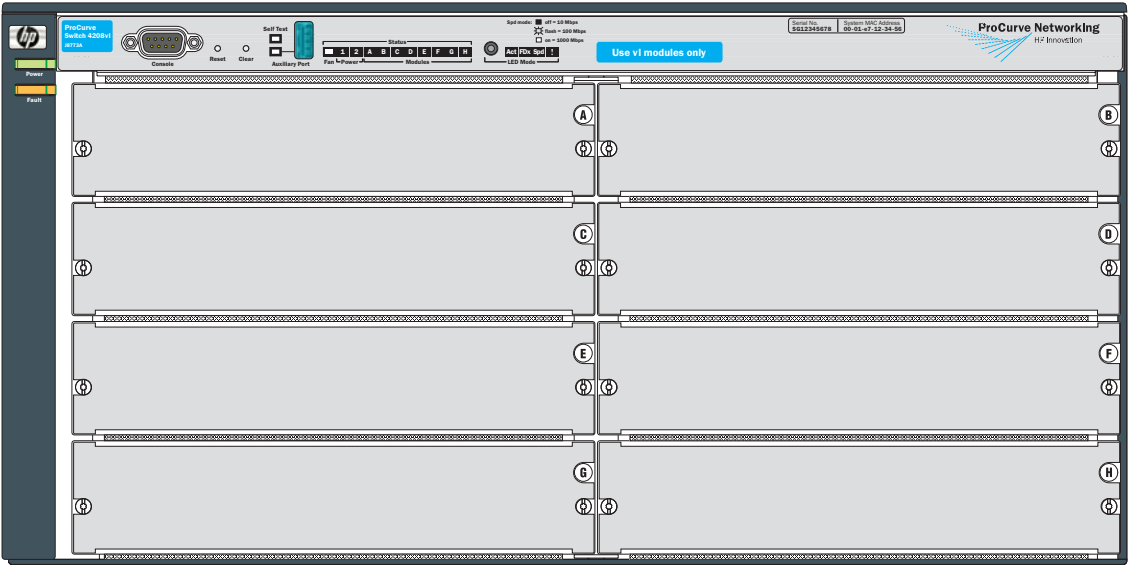 hp
Power
Fault
ProCurve
Switch 4208vl
J8773A
Console
Reset
Clear
Self Test
Auxiliary Port
Status
1 2 A B C D E F G H
Fan Power Modules
Spd mode: off = 10 Mbps
flash = 100 Mbps
on = 1000 Mbps
Act FDx Spd !
LED Mode
Use vl modules only
Serial No.
SG12345678
System MAC Address
00-01-e7-12-34-56
ProCurve Networking
HP Innovation
A
B
C
D
E
F
G
H